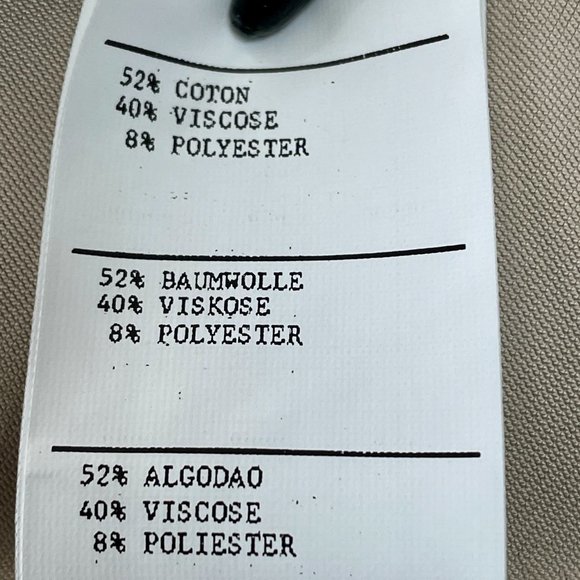 52% COTON
40% VISCOSE
8% POLYESTER
52% BAUMWOLLE
40% VISKOSE
8% POLYESTER
52% ALGODAO
40% VISCOSE
8% POLIESTER